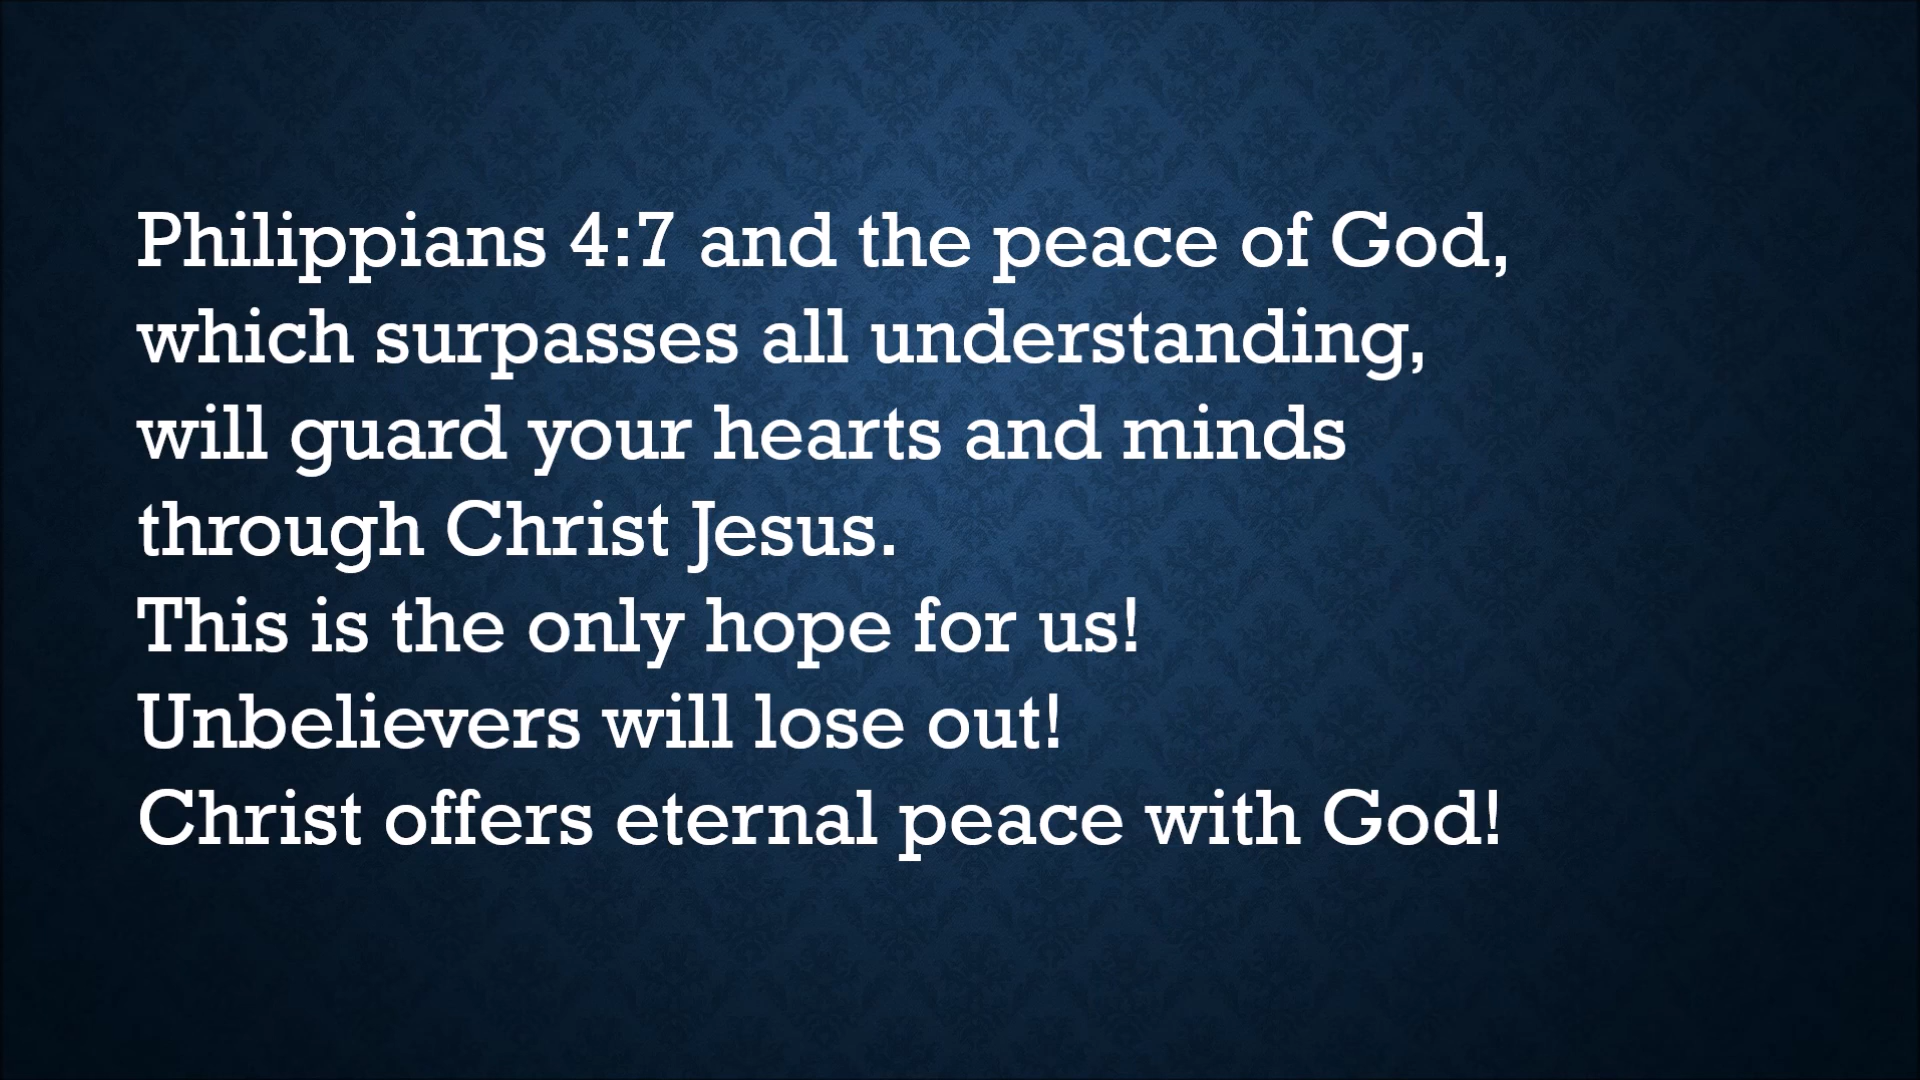 Philippians 4:7 and the peace of God,
which surpasses all understanding,
will guard your hearts and minds
through Christ Jesus.
This is the only hope for us!
Unbelievers will lose out!
Christ offers eternal peace with God!